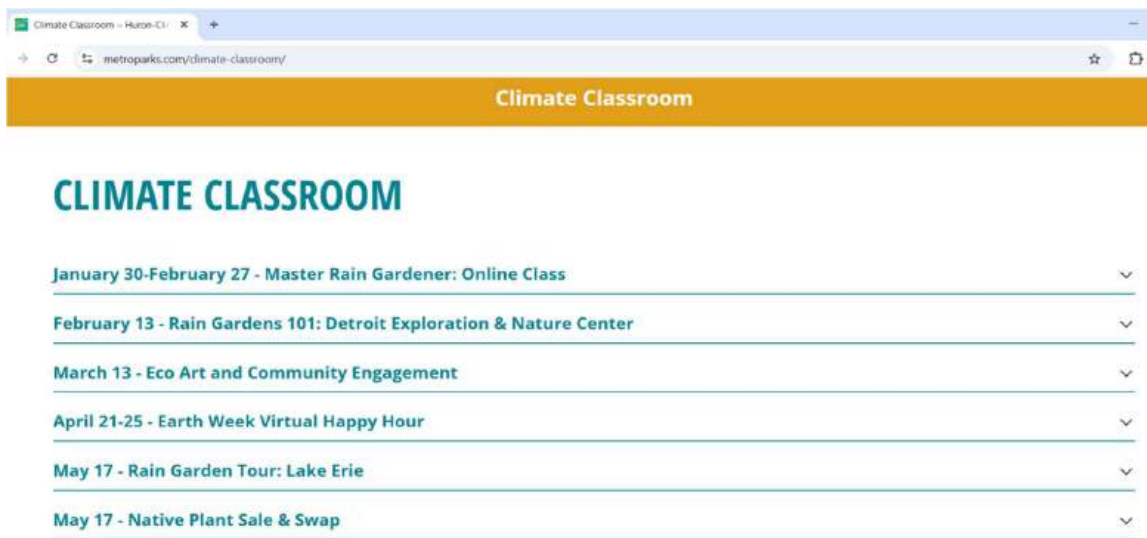 Climate Classroom – Huron-Cli
metroparks.com/climate-classroom/
Climate Classroom
CLIMATE CLASSROOM
January 30-February 27 - Master Rain Gardener: Online Class
February 13 - Rain Gardens 101: Detroit Exploration & Nature Center
March 13 - Eco Art and Community Engagement
April 21-25 - Earth Week Virtual Happy Hour
May 17 - Rain Garden Tour: Lake Erie
May 17 - Native Plant Sale & Swap